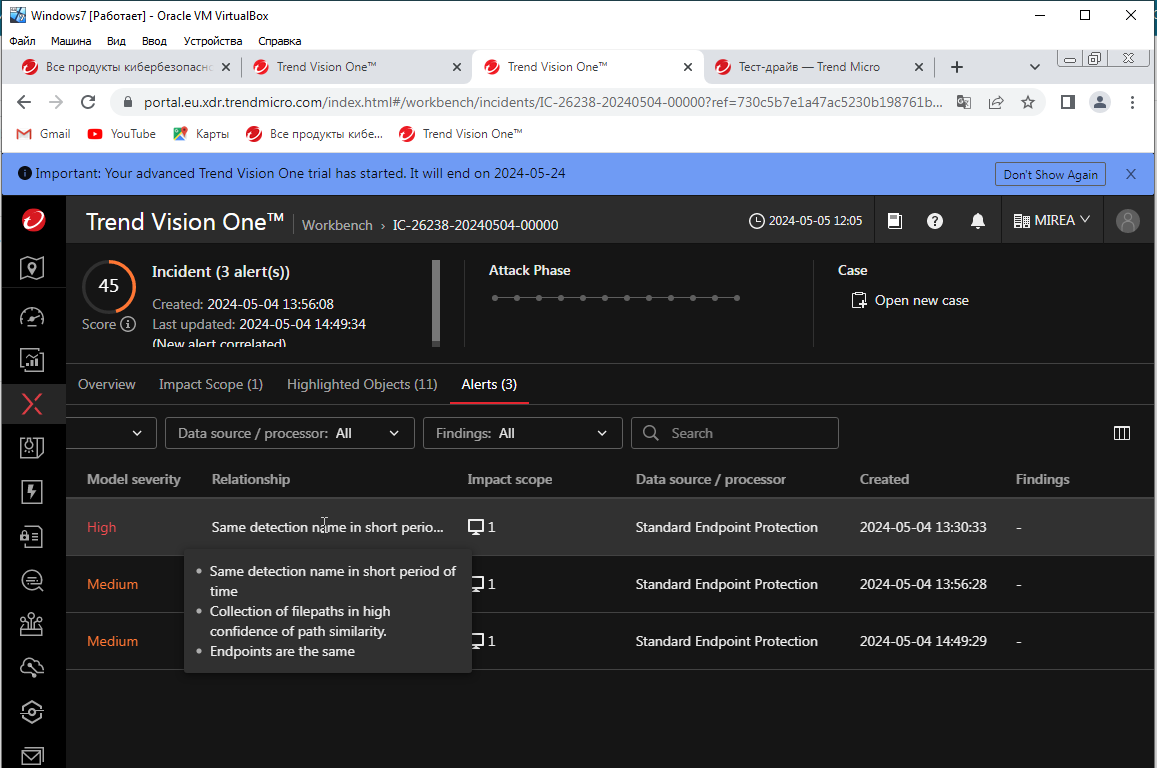 Windows7 [Работает] - Oracle VM VirtualBox
Файл Машина Вид Ввод Устройства Справка
Все продукты кибербезопасно Trend Vision One™ Trend Vision One™ Тест-драйв — Trend Micro
portal.eu.xdr.trendmicro.com/index.html#/workbench/incidents/IC-26238-20240504-00000?ref=730c5b7e1a47ac5230b198761b...
Gmail YouTube Карты Все продукты кибе... Trend Vision One™
Important: Your advanced Trend Vision One trial has started. It will end on 2024-05-24 Don't Show Again
Trend Vision One™ Workbench › IC-26238-20240504-00000 2024-05-05 12:05 MIREA
45
Score
Incident (3 alert(s))
Created: 2024-05-04 13:56:08
Last updated: 2024-05-04 14:49:34
(New alert correlated)
Attack Phase
Case
Open new case
Overview Impact Scope (1) Highlighted Objects (11) Alerts (3)
Data source / processor: All Findings: All Search
Model severity Relationship Impact scope Data source / processor Created Findings
High Same detection name in short perio... 1 Standard Endpoint Protection 2024-05-04 13:30:33 -
Medium 1 Standard Endpoint Protection 2024-05-04 13:56:28 -
Medium 1 Standard Endpoint Protection 2024-05-04 14:49:29 -
• Same detection name in short period of
time
• Collection of filepaths in high
confidence of path similarity.
• Endpoints are the same